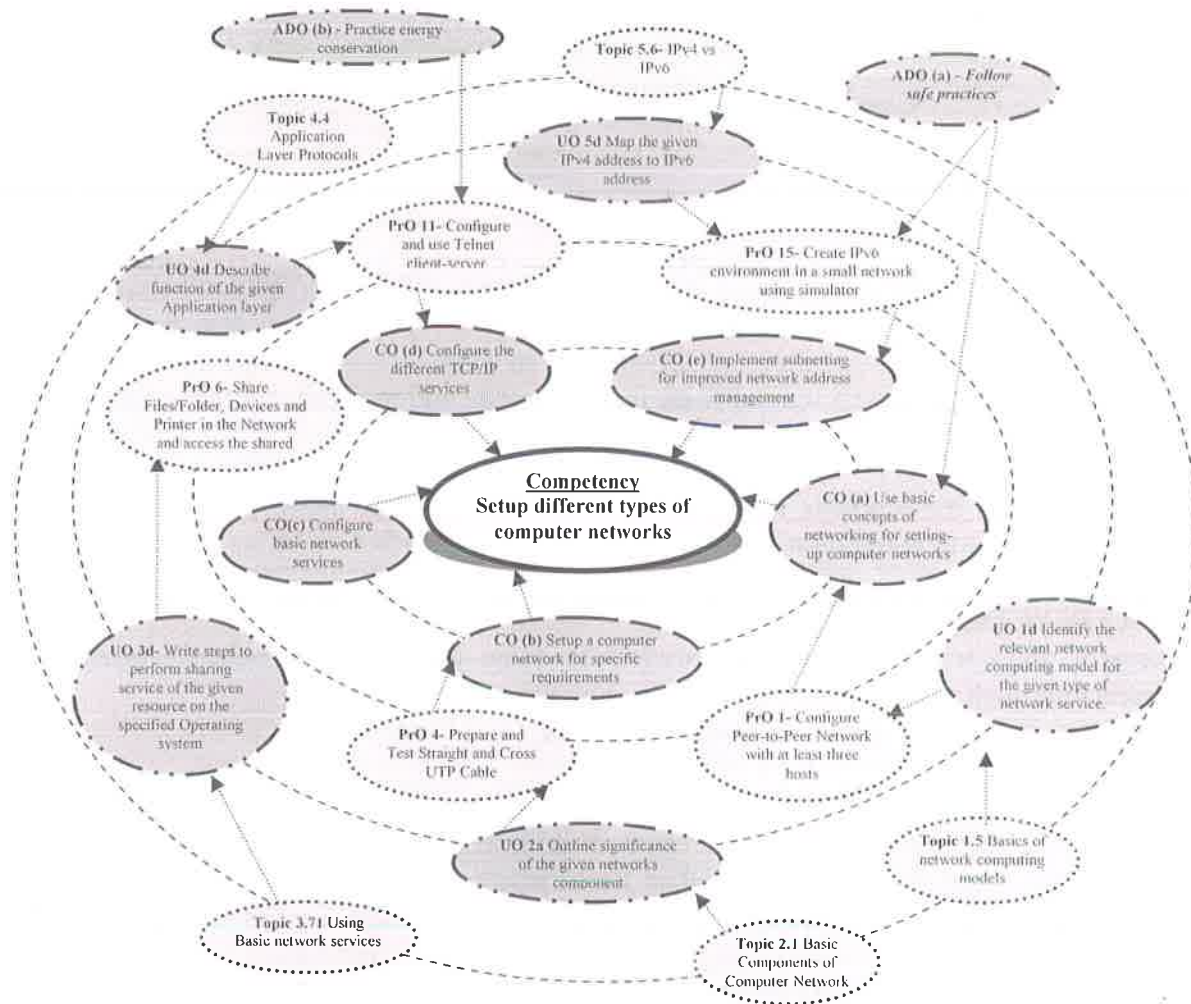 ADO (b) - Practice energy
conservation
Topic 5.6- IPv4 vs
IPv6
ADO (a) - Follow
safe practices
Topic 4.4
Application
Layer Protocols
UO 5d Map the given
IPv4 address to IPv6
address
PrO 11- Configure
and use Telnet
client-server
PrO 15- Create IPv6
environment in a small network
using simulator
UO 4d Describe
function of the given
Application layer
CO (d) Configure the
different TCP/IP
services
CO (e) Implement subnetting
for improved network address
management
PrO 6- Share
Files/Folder, Devices and
Printer in the Network
and access the shared
Competency
Setup different types of
computer networks
CO (a) Use basic
concepts of
networking for setting-
up computer networks
CO(c) Configure
basic network
services
CO (b) Setup a computer
network for specific
requiirements
UO 3d- Write steps to
perform sharing
service of the given
resource on the
specified Operating
system
UO 1d Identify the
relevant network
computing model for
the given type of
network service.
PrO 4- Prepare and
Test Straight and Cross
UTP Cable
PrO 1- Configure
Peer-to-Peer Network
with at least three
hosts
UO 2a Outline significance
of the given networks
component
Topic 1.5 Basics of
network computing
models
Topic 3.71 Using
Basic network services
Topic 2.1 Basic
Components of
Computer Network